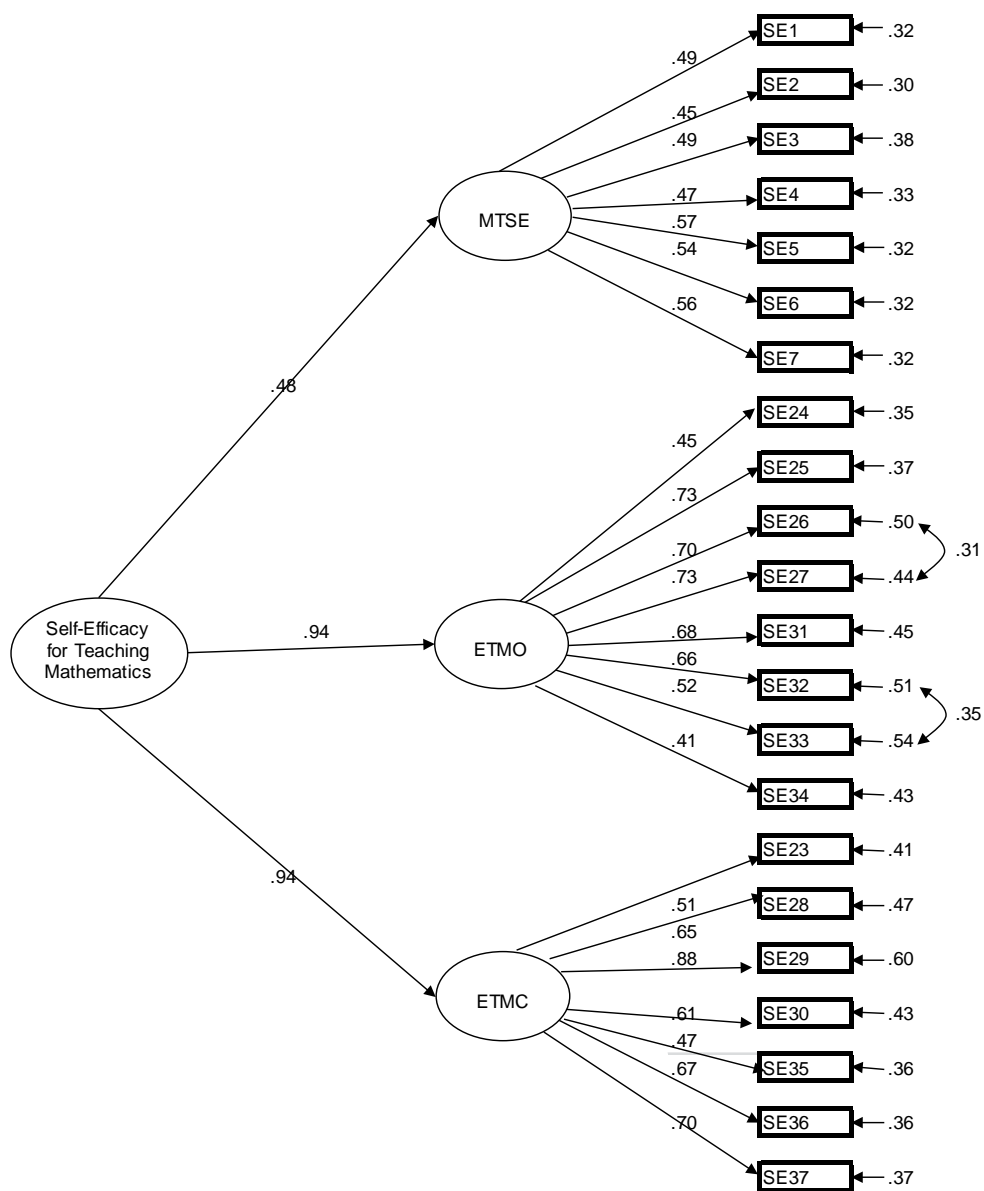 SE1
.32
.49
SE2
.30
.45
SE3
.38
.49
SE4
.33
.47
SE5
.32
.57
SE6
.32
.54
SE7
.32
.56
MTSE
.48
SE24
.35
.45
SE25
.37
.73
SE26
.50
.70
.31
SE27
.44
.73
SE31
.45
.68
SE32
.51
.66
.35
SE33
.54
.52
SE34
.43
.41
ETMO
.94
Self-Efficacy
for Teaching
Mathematics
.94
SE23
.41
.51
SE28
.47
.65
SE29
.60
.88
SE30
.43
.61
SE35
.36
.47
SE36
.36
.67
SE37
.37
.70
ETMC